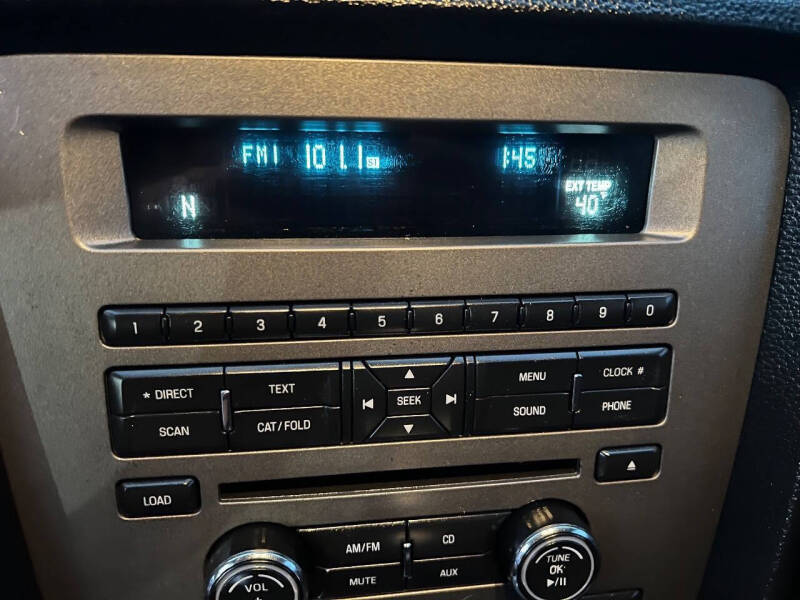 FM1 101.1 ST 1:45
N EXT TEMP
40°
1 2 3 4 5 6 7 8 9 0
* DIRECT TEXT MENU CLOCK #
SEEK
SCAN CAT/FOLD SOUND PHONE
LOAD
AM/FM CD
VOL MUTE AUX TUNE
OK